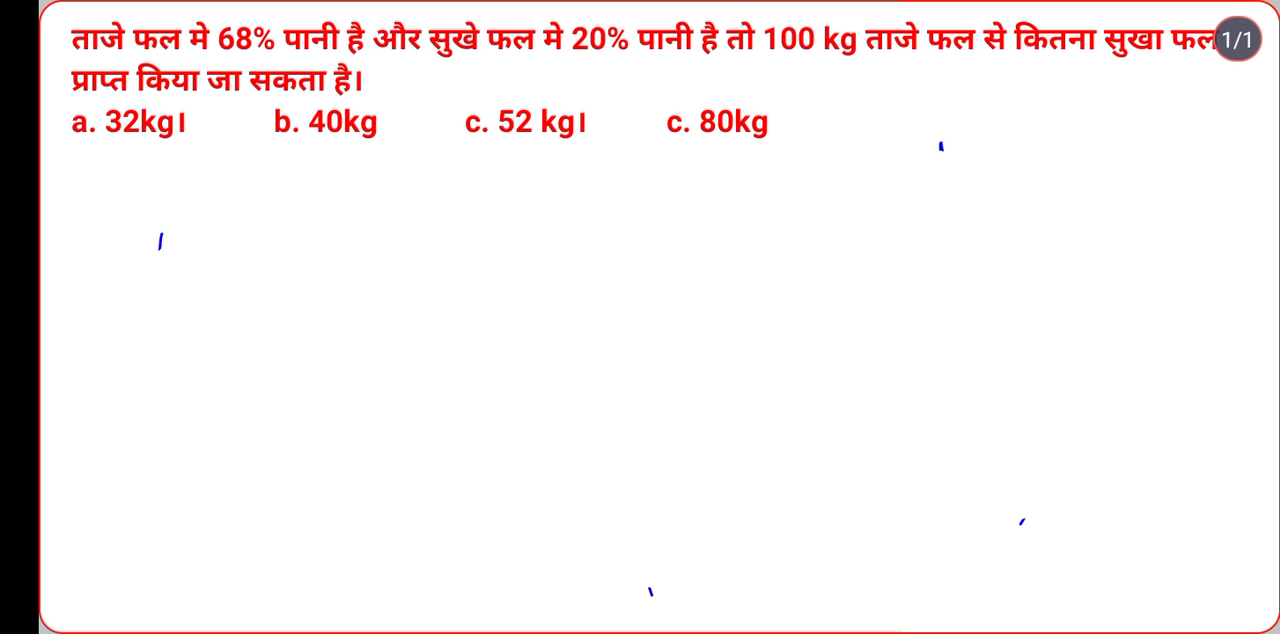 ताजे फल मे 68% पानी है और सुखे फल मे 20% पानी है तो 100 kg ताजे फल से कितना सुखा फल 1/1
प्राप्त किया जा सकता है।
a. 32kg। b. 40kg c. 52 kg। c. 80kg